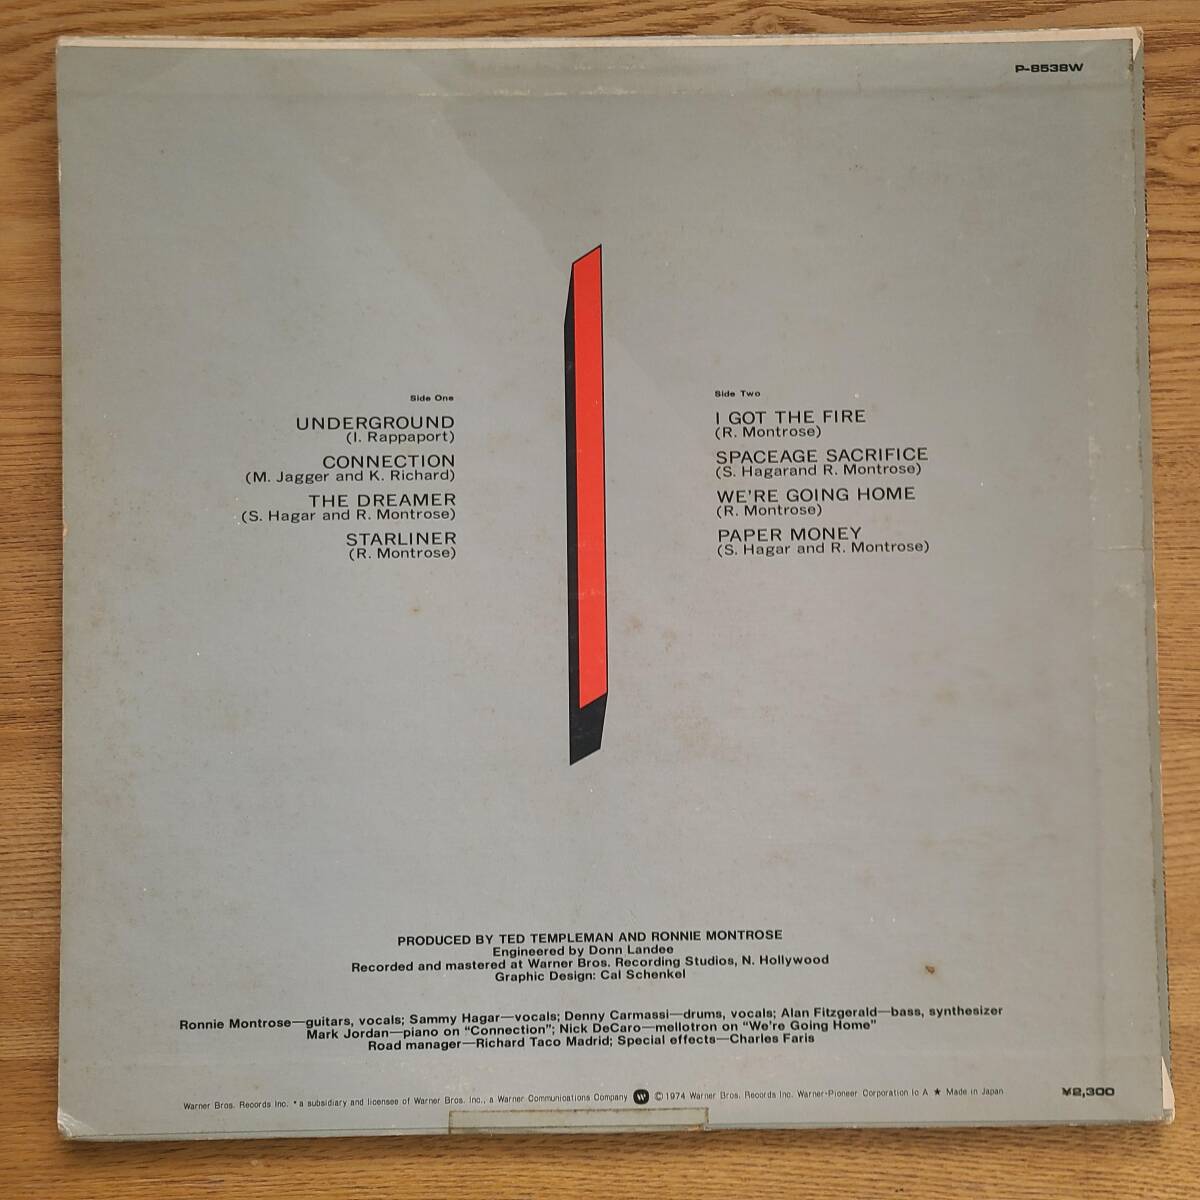 P-8538W
Side One
UNDERGROUND
(I. Rappaport)
CONNECTION
(M. Jagger and K. Richard)
THE DREAMER
(S. Hagar and R. Montrose)
STARLINER
(R. Montrose)
Side Two
I GOT THE FIRE
(R. Montrose)
SPACEAGE SACRIFICE
(S. Hagarand R. Montrose)
WE'RE GOING HOME
(R. Montrose)
PAPER MONEY
(S. Hagar and R. Montrose)
PRODUCED BY TED TEMPLEMAN AND RONNIE MONTROSE
Engineered by Donn Landee
Recorded and mastered at Warner Bros. Recording Studios, N. Hollywood
Graphic Design: Cal Schenkel
Ronnie Montrose—guitars, vocals; Sammy Hagar—vocals; Denny Carmassi—drums, vocals; Alan Fitzgerald—bass, synthesizer
Mark Jordan—piano on “Connection”; Nick DeCaro—mellotron on “We're Going Home”
Road manager—Richard Taco Madrid; Special effects—Charles Faris
Warner Bros. Records Inc. • a subsidiary and licensee of Warner Bros. Inc., a Warner Communications Company W © 1974 Warner Bros. Records Inc. Warner-Pioneer Corporation Io A ★ Made in Japan
¥2,300